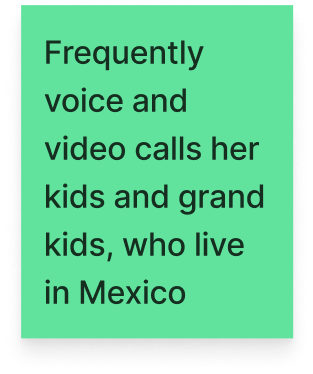 Frequently
voice and
video calls her
kids and grand
kids, who live
in Mexico